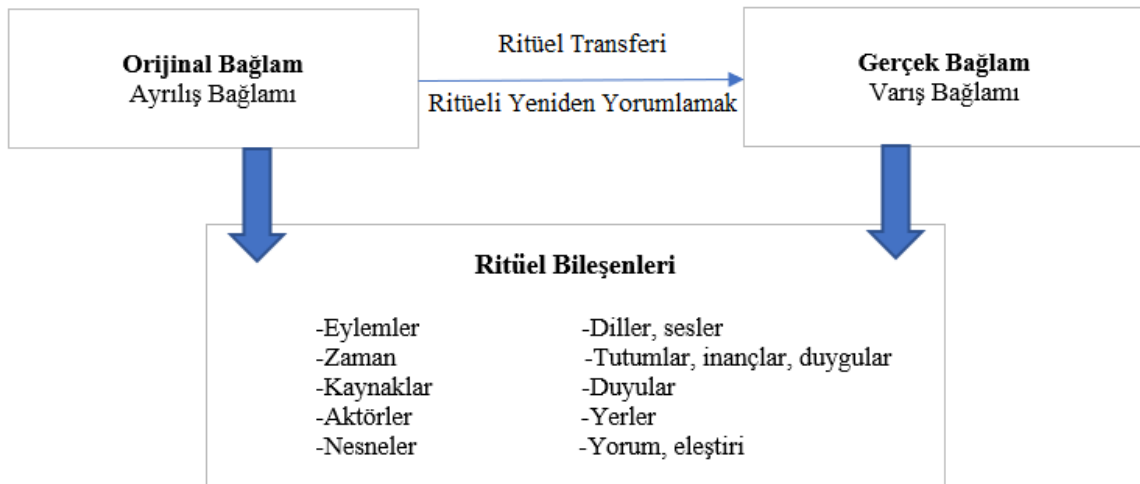 Orijinal Bağlam
Ayrılış Bağlamı
Ritüel Transferi
Ritüeli Yeniden Yorumlamak
Gerçek Bağlam
Varış Bağlamı
Ritüel Bileşenleri
-Eylemler
-Zaman
-Kaynaklar
-Aktörler
-Nesneler
-Diller, sesler
-Tutumlar, inançlar, duygular
-Duyular
-Yerler
-Yorum, eleştiri